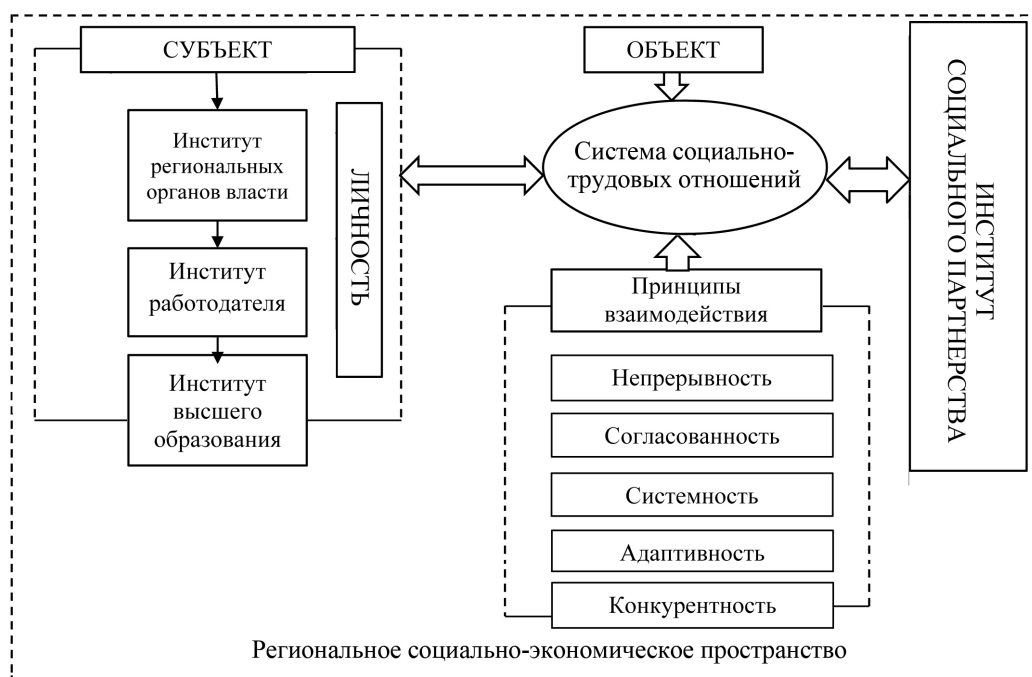 СУБЪЕКТ
Институт
региональных
органов власти
Институт
работодателя
Институт
высшего
образования
ЛИЧНОСТЬ
ОБЪЕКТ
Система социально-
трудовых отношений
Принципы
взаимодействия
Непрерывность
Согласованность
Системность
Адаптивность
Конкурентность
ИНСТИТУТ
СОЦИАЛЬНОГО ПАРТНЕРСТВА
Региональное социально-экономическое пространство